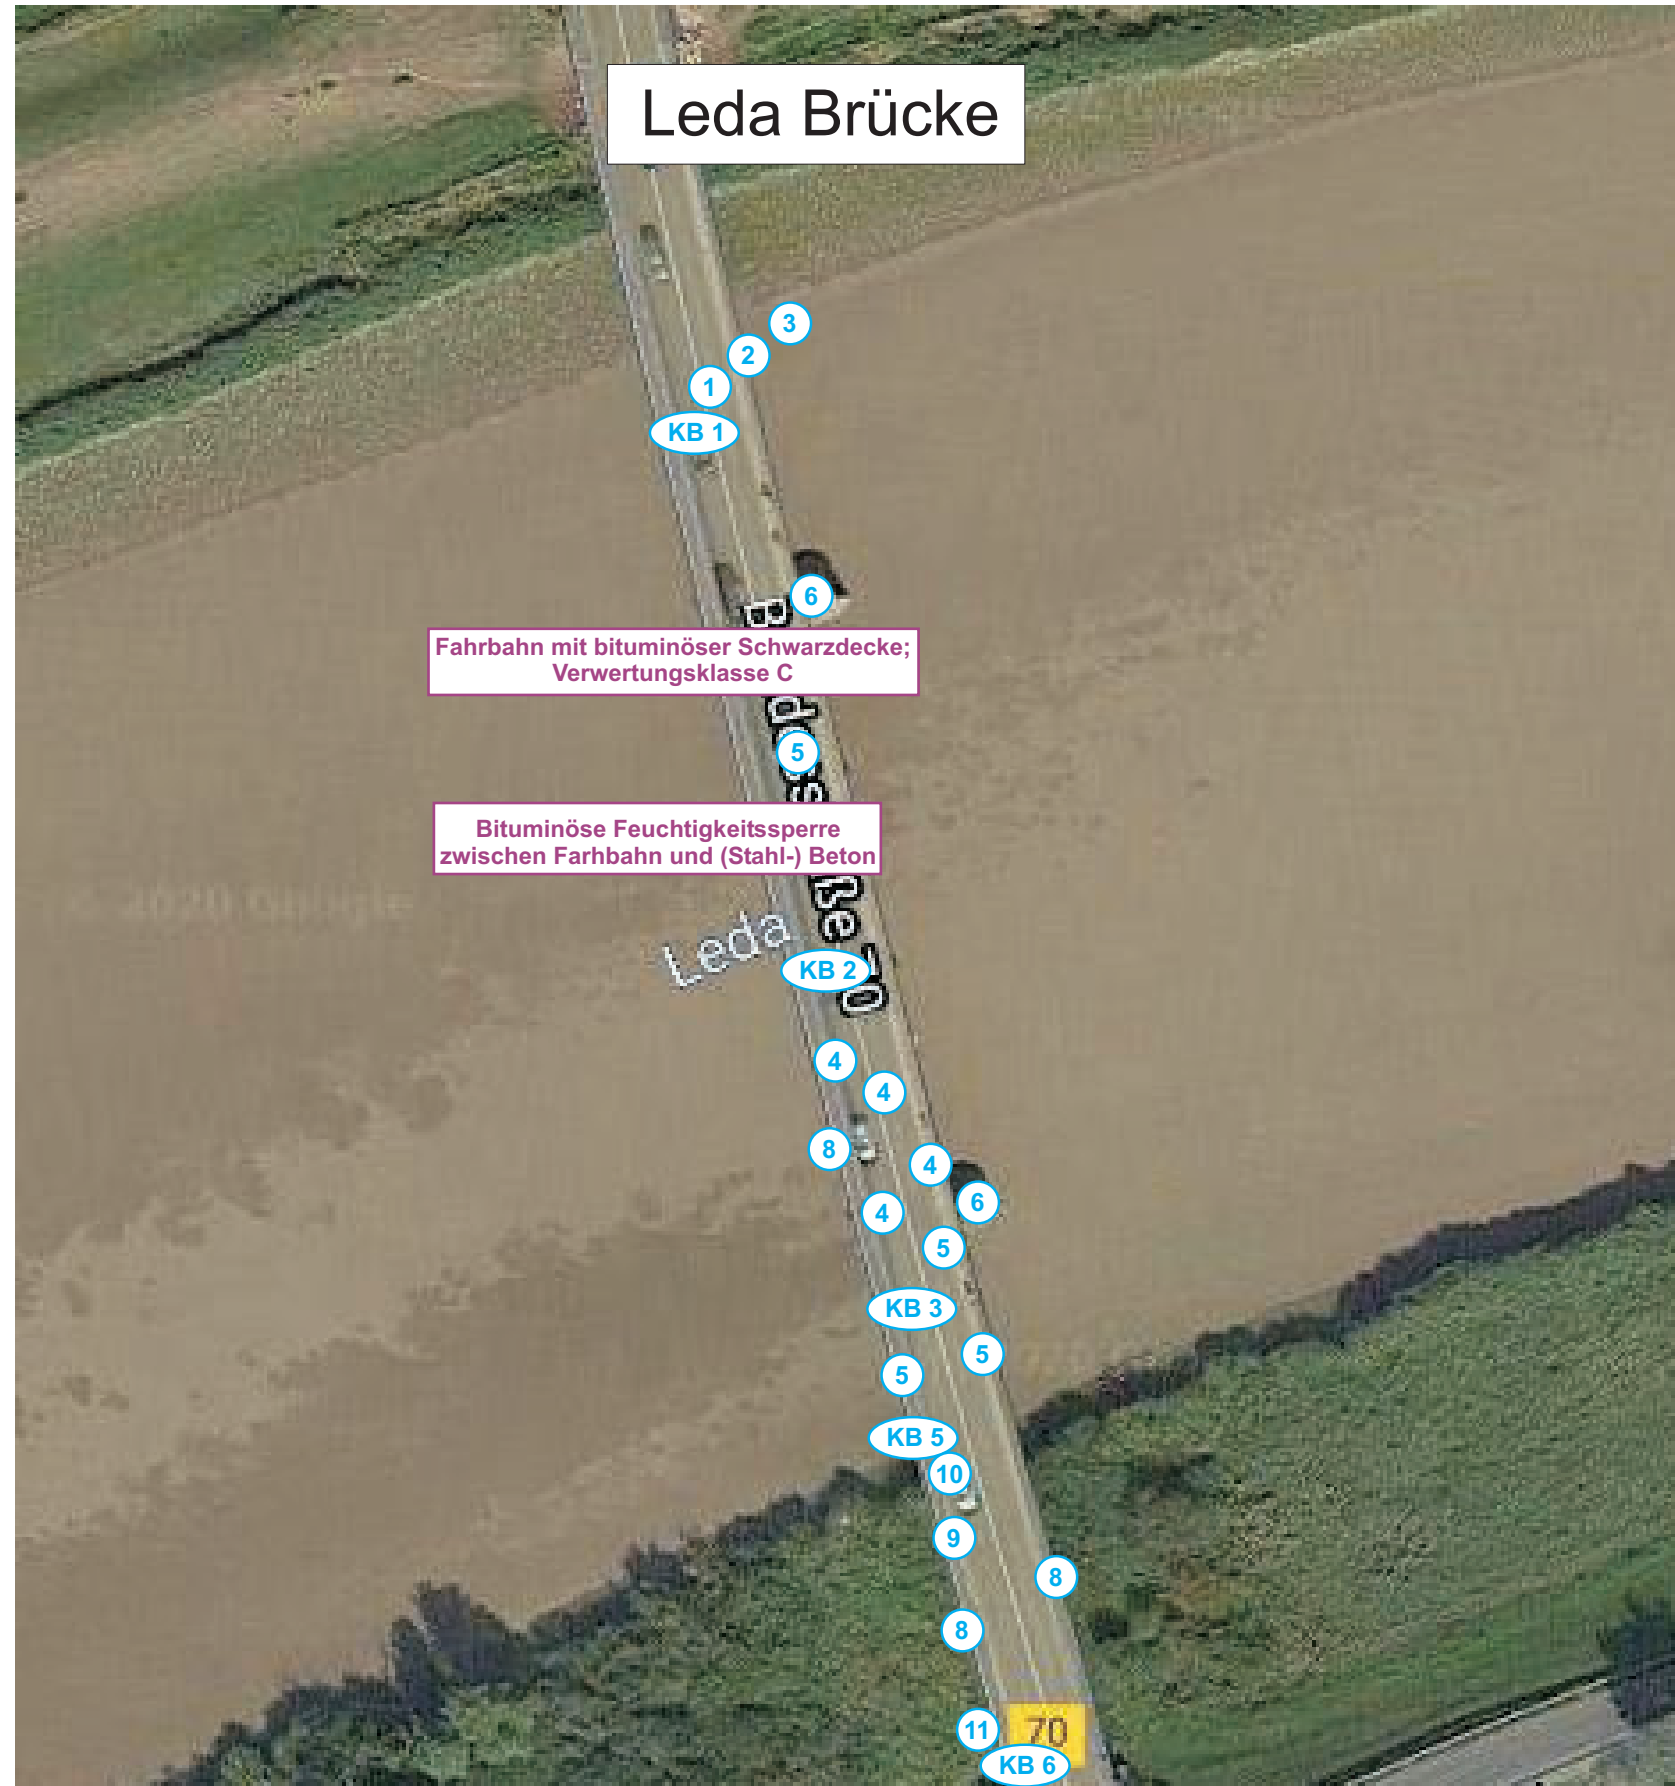 Leda Brücke
3
2
1
KB 1
6
Fahrbahn mit bituminöser Schwarzdecke;
Verwertungsklasse C
5
Bituminöse Feuchtigkeitssperre
zwischen Farhbahn und (Stahl-) Beton
Leda
KB 2
70
4
4
8
4
6
4
5
KB 3
5
5
KB 5
10
9
8
8
11
70
KB 6